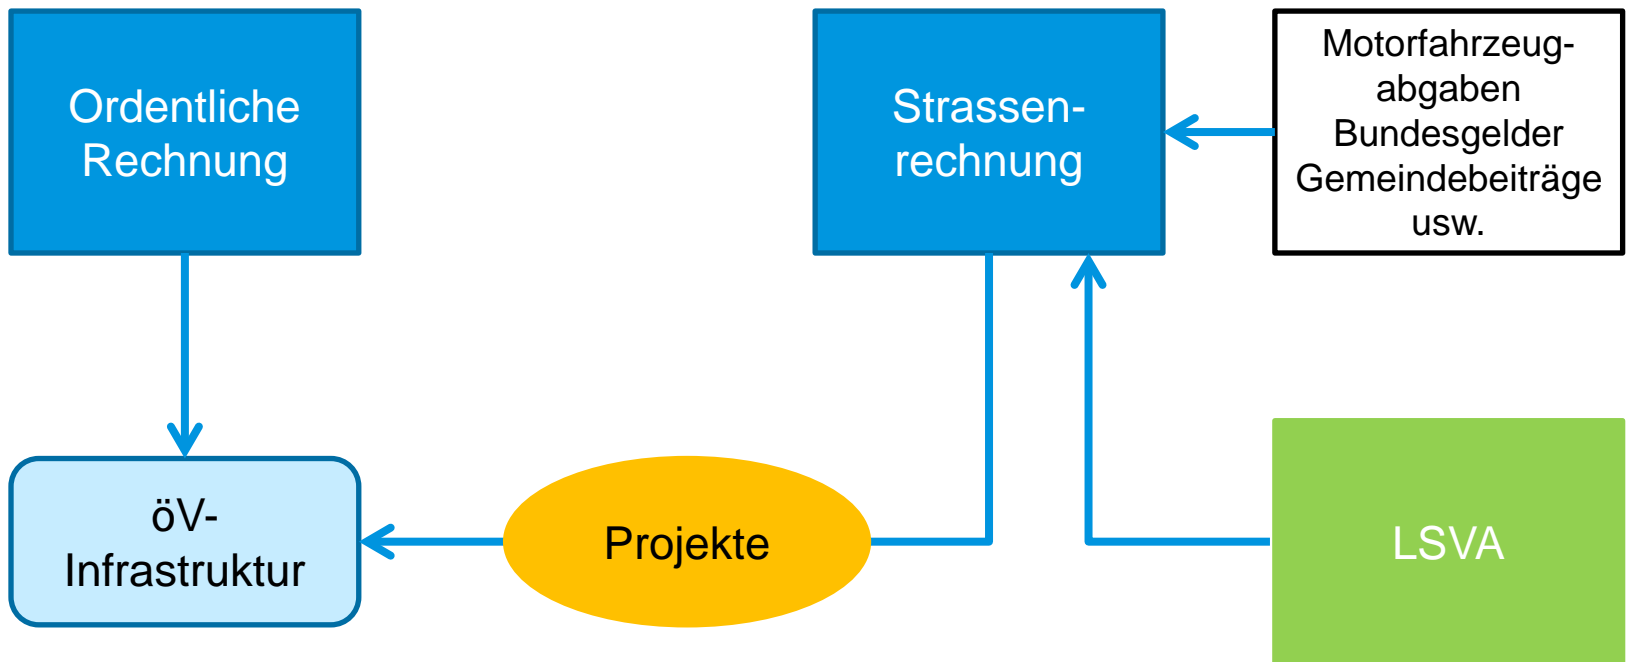 Ordentliche
Rechnung
Strassen-
rechnung
Motorfahrzeug-
abgaben
Bundesgelder
Gemeindebeiträge
usw.
öV-
Infrastruktur
Projekte
LSVA